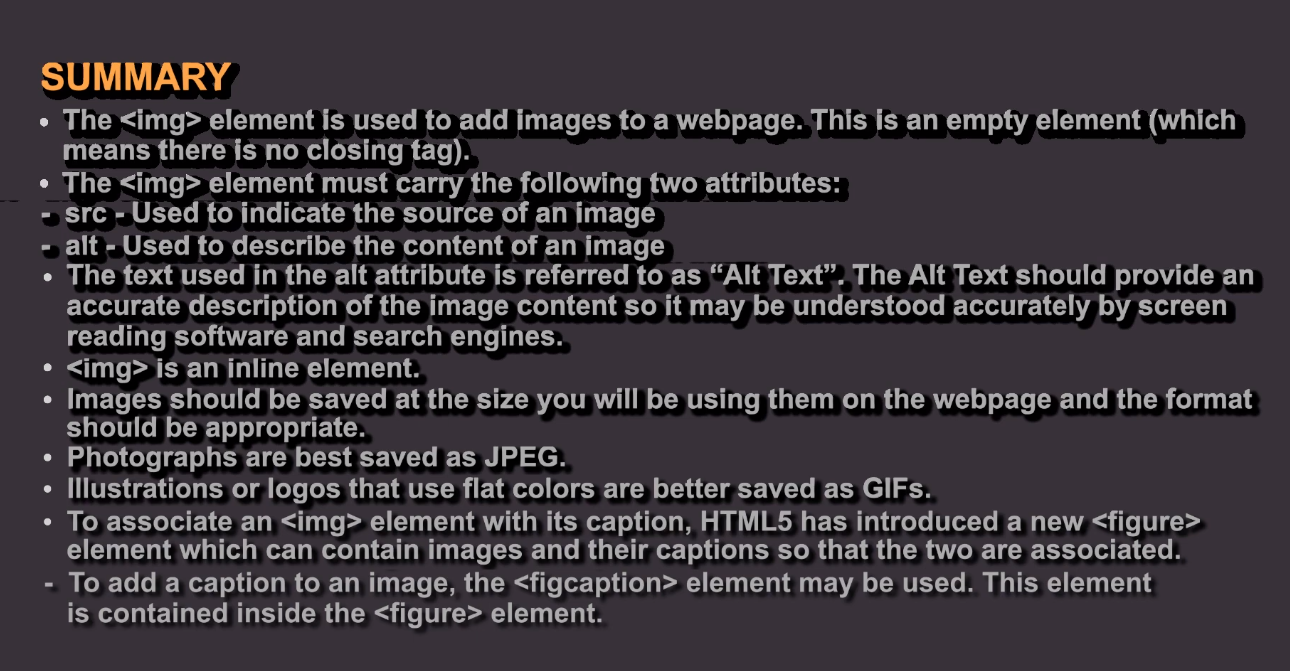 SUMMARY
• The <img> element is used to add images to a webpage. This is an empty element (which
means there is no closing tag).
• The <img> element must carry the following two attributes:
- src - Used to indicate the source of an image
- alt - Used to describe the content of an image
• The text used in the alt attribute is referred to as “Alt Text”. The Alt Text should provide an
accurate description of the image content so it may be understood accurately by screen
reading software and search engines.
• <img> is an inline element.
• Images should be saved at the size you will be using them on the webpage and the format
should be appropriate.
• Photographs are best saved as JPEG.
• Illustrations or logos that use flat colors are better saved as GIFs.
• To associate an <img> element with its caption, HTML5 has introduced a new <figure>
element which can contain images and their captions so that the two are associated.
- To add a caption to an image, the <figcaption> element may be used. This element
is contained inside the <figure> element.